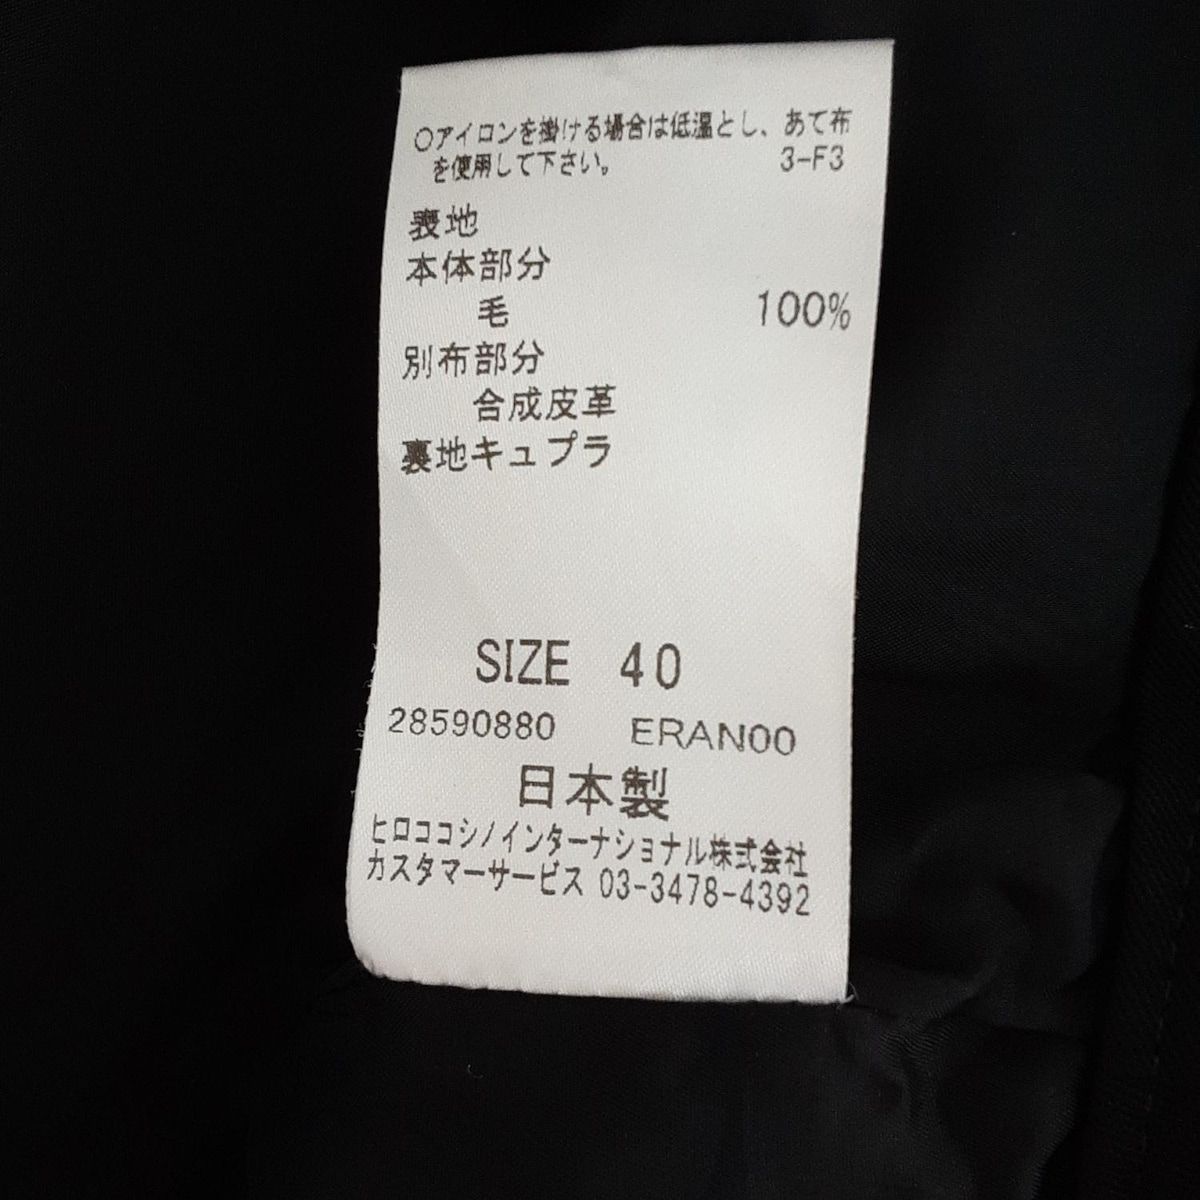 ○アイロンを掛ける場合は低温とし、あて布
を使用して下さい。 3-F3
表地
本体部分
毛 100%
別布部分
合成皮革
裏地キュプラ
SIZE 40
28590880 ERAN00
日本製
ヒロココシノインターナショナル株式会社
カスタマーサービス 03-3478-4392